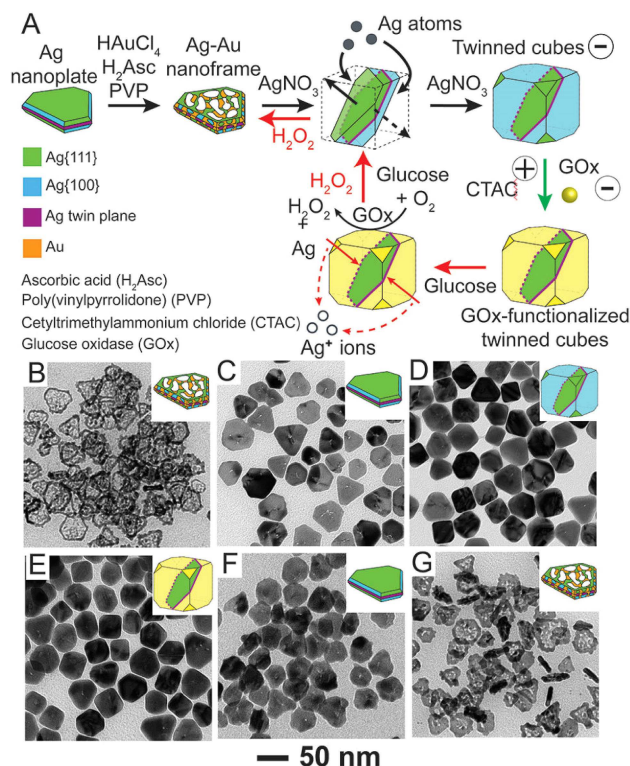 A
Ag nanoplate
HAuCl4
H2Asc
PVP
Ag-Au nanoframe
AgNO3
H2O2
Ag atoms
AgNO3
Twinned cubes −
Ag{111}
Ag{100}
Ag twin plane
Au
Ascorbic acid (H2Asc)
Poly(vinylpyrrolidone) (PVP)
Cetyltrimethylammonium chloride (CTAC)
Glucose oxidase (GOx)
H2O2
Glucose
+ O2
GOx
H2O2
+
Ag
Ag+ ions
Glucose
+
CTAC
GOx
−
GOx-functionalized
twinned cubes
B
C
D
E
F
G
50 nm